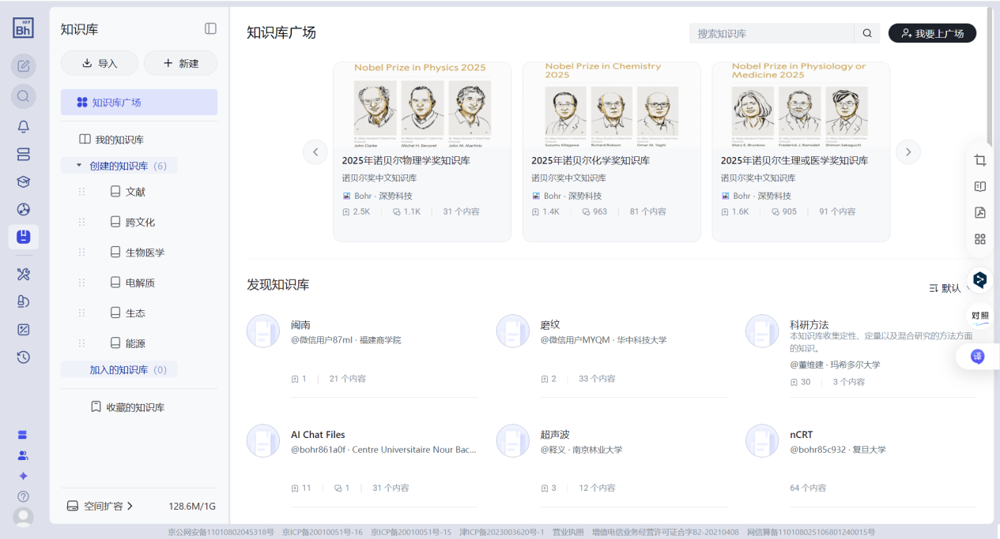 107
Bh
知识库
导入
新建
知识库广场
我的知识库
创建的知识库 (6)
文献
跨文化
生物医学
电解质
生态
能源
加入的知识库 (0)
收藏的知识库
空间扩容
128.6M/1G
知识库广场
搜索知识库
我要上广场
Nobel Prize in Physics 2025
John Clarke
Michel H. Devoret
John M. Martinis
2025年诺贝尔物理学奖知识库
诺贝尔奖中文知识库
Bohr · 深势科技
2.5K
1.1K
31 个内容
Nobel Prize in Chemistry
2025
Susumu Kitagawa
Richard Robson
Omar M. Yaghi
2025年诺贝尔化学奖知识库
诺贝尔奖中文知识库
Bohr · 深势科技
1.4K
963
81 个内容
Nobel Prize in Physiology or
Medicine 2025
Mary E. Brunkow
Frederick J. Ramsdell
Shimon Sakaguchi
2025年诺贝尔生理或医学奖知识库
诺贝尔奖中文知识库
Bohr · 深势科技
1.6K
905
91 个内容
发现知识库
默认
闽南
@微信用户87ml · 福建商学院
1
21 个内容
磨纹
@微信用户MYQM · 华中科技大学
2
33 个内容
科研方法
本知识库收集定性、定量以及混合研究的方法方面
的知识。
@董维建 · 玛希多尔大学
30
3 个内容
AI Chat Files
@bohr861a0f · Centre Universitaire Nour Bac...
11
1
31 个内容
超声波
@释义 · 南京林业大学
3
12 个内容
nCRT
@bohr85c932 · 复旦大学
64 个内容
对照
译
京公网安备11010802045318号 京ICP备20010051号-16 京ICP备20010051号-15 津ICP备2023003620号-1 营业执照 增值电信业务经营许可证合字B2-20210408 网信算备110108025106801240015号